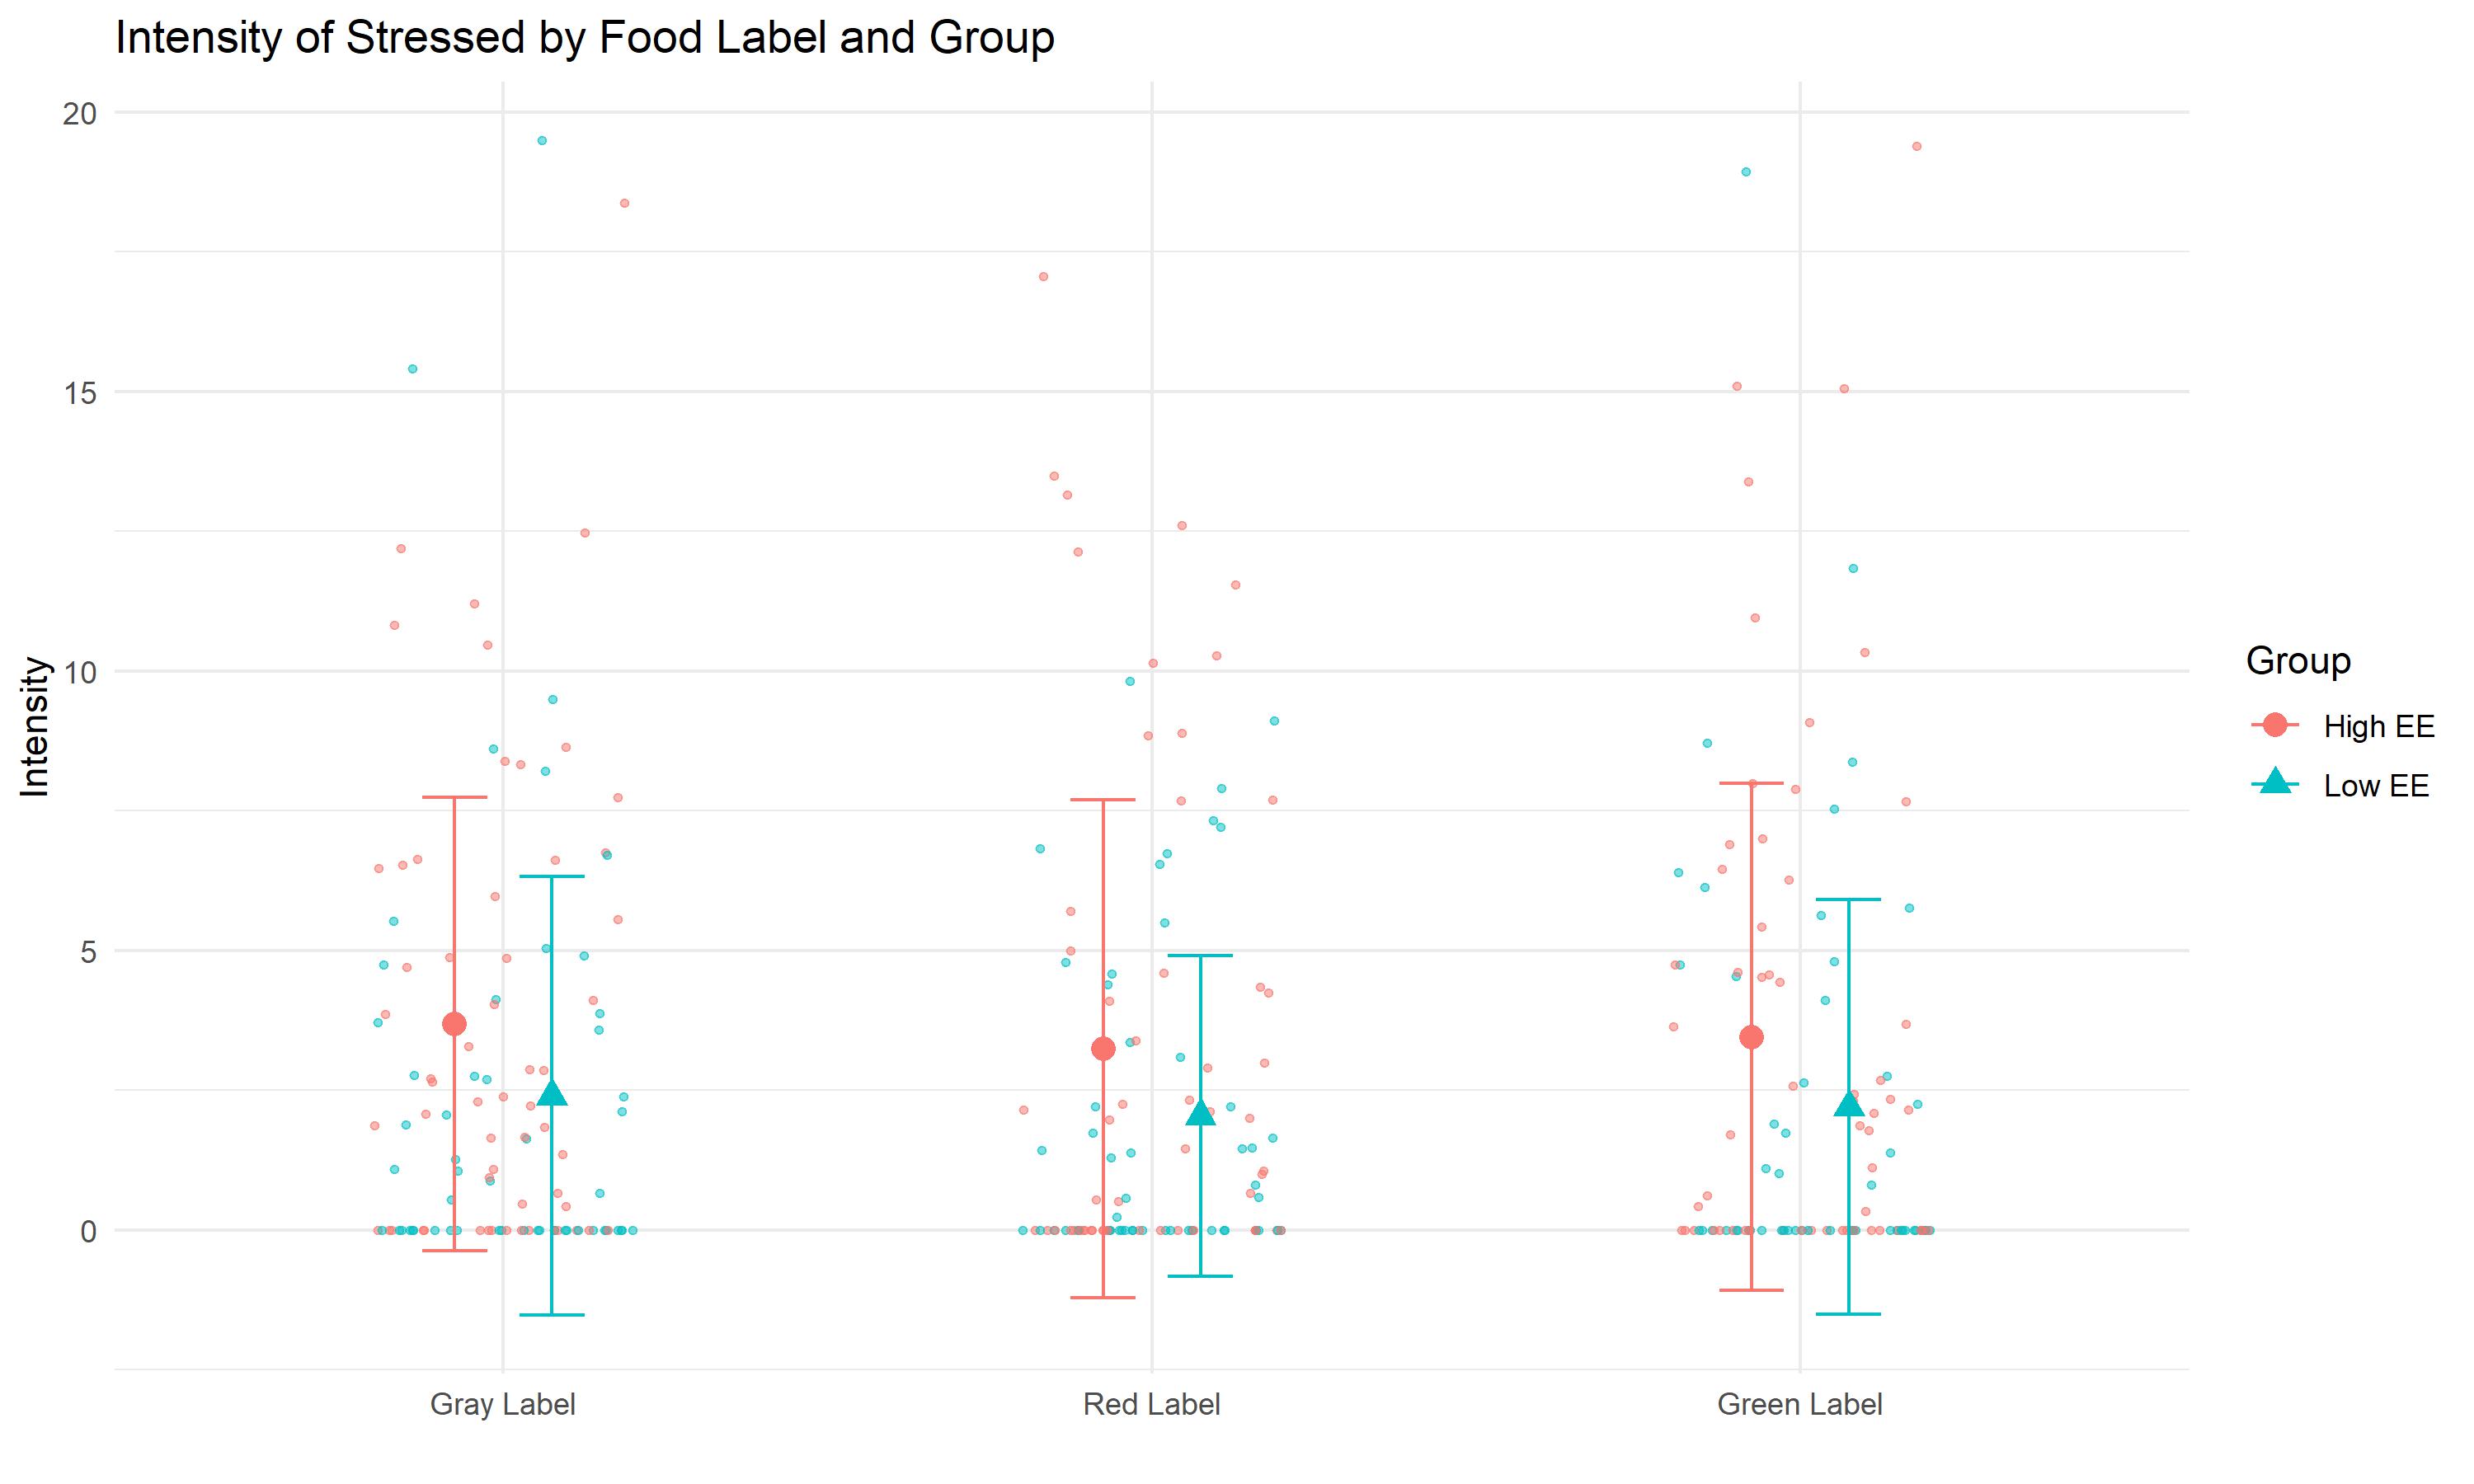 Intensity of Stressed by Food Label and Group
20
15
10
5
0
Intensity
Gray Label
Red Label
Green Label
Group
High EE
Low EE